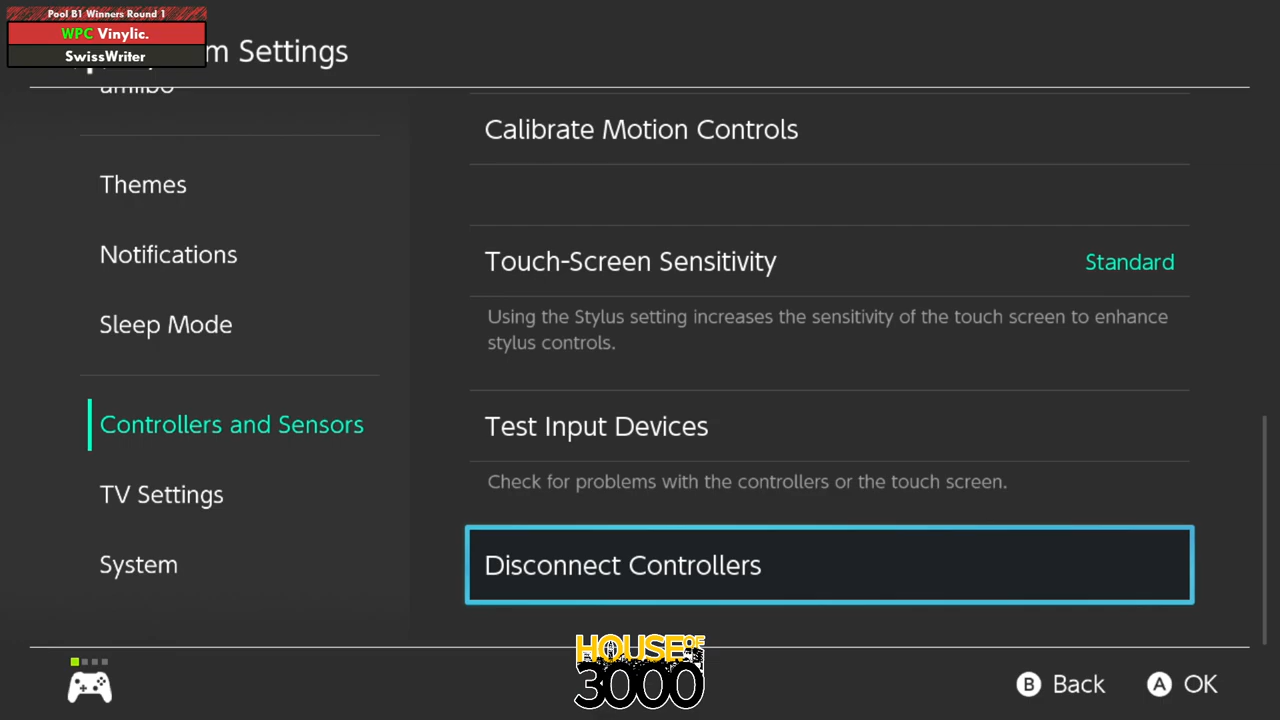 Pool B1 Winners Round 1
WPC Vinylic.
SwissWriter
m Settings
amiibo
Themes
Notifications
Sleep Mode
Controllers and Sensors
TV Settings
System
Calibrate Motion Controls
Touch-Screen Sensitivity Standard
Using the Stylus setting increases the sensitivity of the touch screen to enhance
stylus controls.
Test Input Devices
Check for problems with the controllers or the touch screen.
Disconnect Controllers
HOUSE OF
3000
B Back A OK